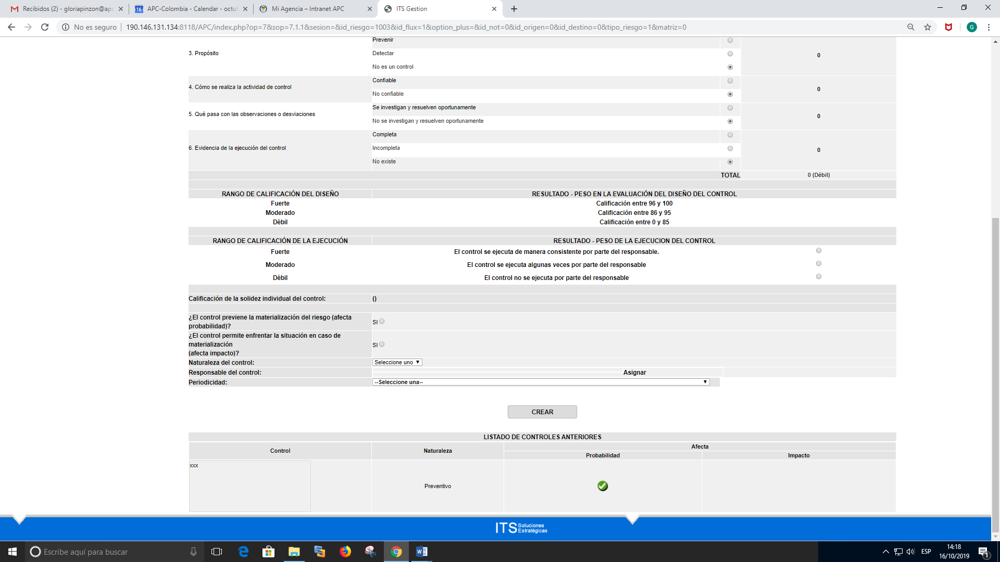 Recibidos (2) - gloriapinzon@apc
APC-Colombia - Calendar - octu
Mi Agencia – Intranet APC
ITS Gestion
No es seguro
190.146.131.134:8118/APC/index.php?op=7&sop=7.1.1&sesion=&id_riesgo=1003&id_flux=1&option_plus=&id_not=0&id_origen=0&id_destino=0&tipo_riesgo=1&matriz=0
G
3. Propósito
Prevenir
Detectar
No es un control
0
4. Cómo se realiza la actividad de control
Confiable
No confiable
0
5. Qué pasa con las observaciones o desviaciones
Se investigan y resuelven oportunamente
No se investigan y resuelven oportunamente
0
6. Evidencia de la ejecución del control
Completa
Incompleta
No existe
0
TOTAL 0 (Débil)
RANGO DE CALIFICACIÓN DEL DISEÑO RESULTADO - PESO EN LA EVALUACIÓN DEL DISEÑO DEL CONTROL
Fuerte Calificación entre 96 y 100
Moderado Calificación entre 86 y 95
Débil Calificación entre 0 y 85
RANGO DE CALIFICACIÓN DE LA EJECUCIÓN RESULTADO - PESO DE LA EJECUCION DEL CONTROL
Fuerte El control se ejecuta de manera consistente por parte del responsable.
Moderado El control se ejecuta algunas veces por parte del responsable
Débil El control no se ejecuta por parte del responsable
Calificación de la solidez individual del control: ()
¿El control previene la materialización del riesgo (afecta
probabilidad)?
SI
¿El control permite enfrentar la situación en caso de
materialización
(afecta impacto)?
SI
Naturaleza del control: Seleccione uno
Responsable del control: Asignar
Periodicidad: --Seleccione una--
CREAR
LISTADO DE CONTROLES ANTERIORES
Control Naturaleza Afecta
Probabilidad Impacto
xxx
Preventivo
ITS Soluciones
Estratégicas
Escribe aquí para buscar
ESP
14:18
16/10/2019
1